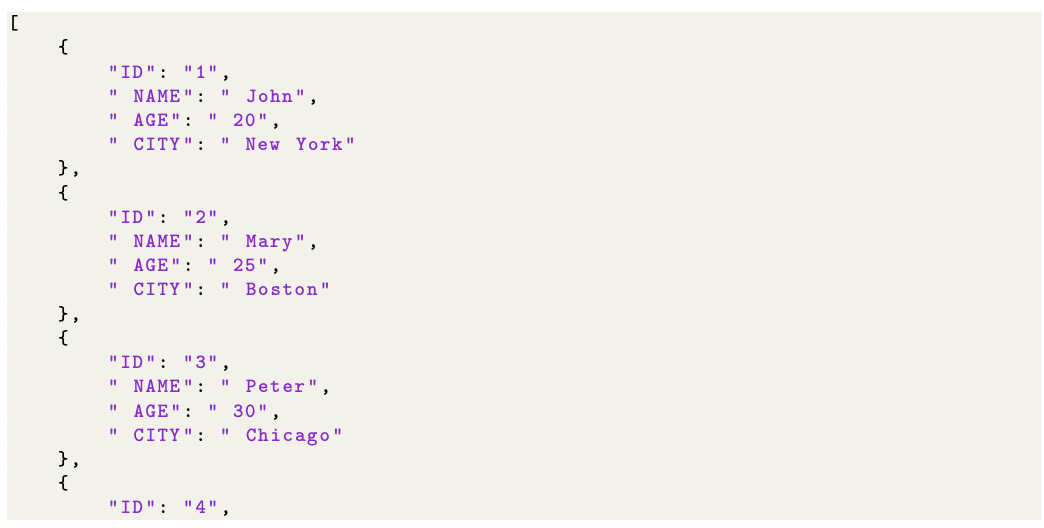 [
    {
        "ID": "1",
        " NAME": " John",
        " AGE": " 20",
        " CITY": " New York"
    },
    {
        "ID": "2",
        " NAME": " Mary",
        " AGE": " 25",
        " CITY": " Boston"
    },
    {
        "ID": "3",
        " NAME": " Peter",
        " AGE": " 30",
        " CITY": " Chicago"
    },
    {
        "ID": "4",